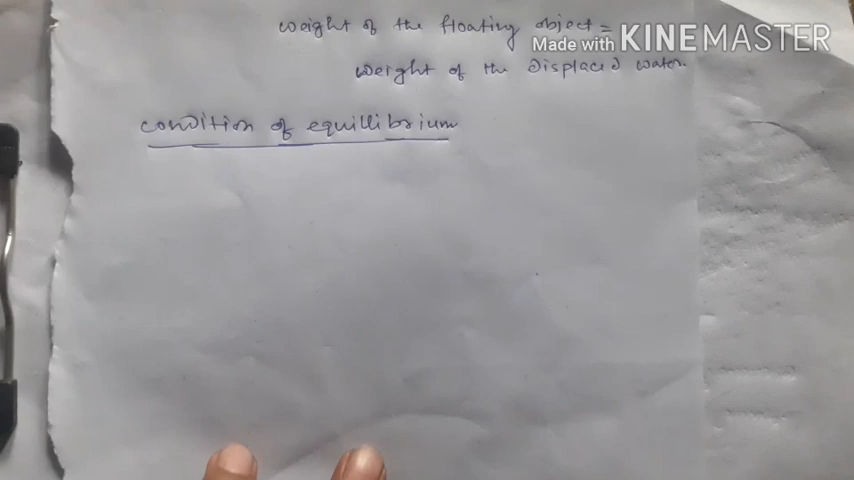 weight of the floating object =
Made with KINEMASTER
weight of the displaced water.
condition of equillibrium